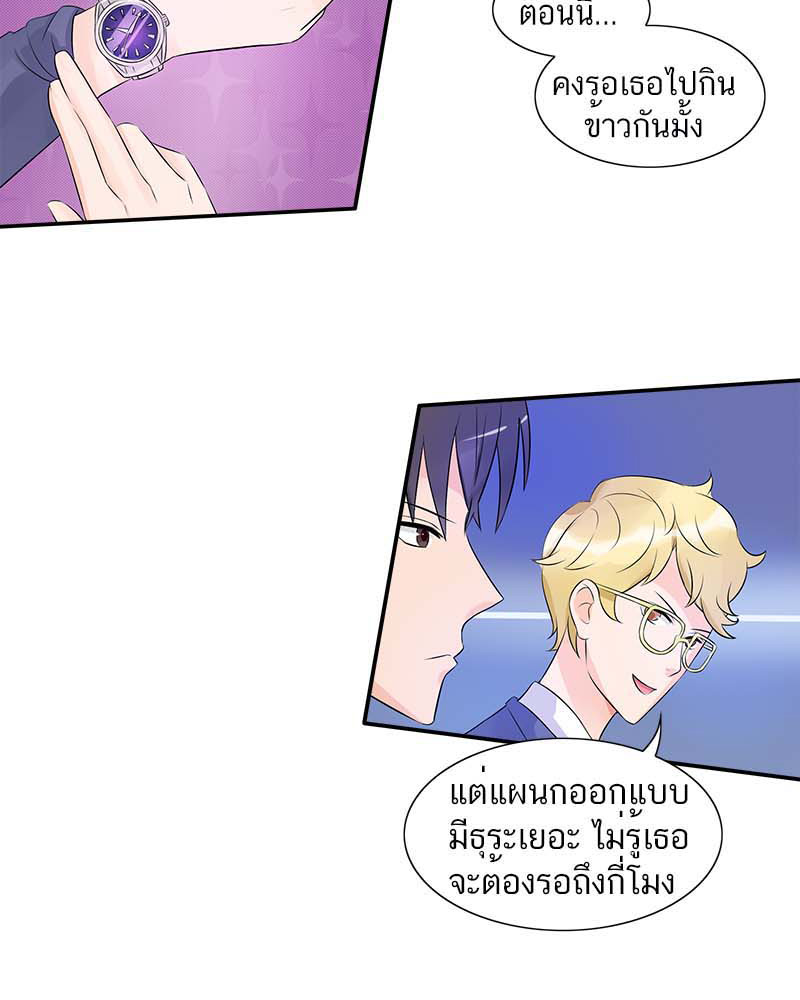 ตอนนี้...
คงรอเธอไปกิน
ข้าวกันมั้ง
แต่แผนกออกแบบ
มีธุระเยอะ ไม่รู้เธอ
จะต้องรอถึงกี่โมง